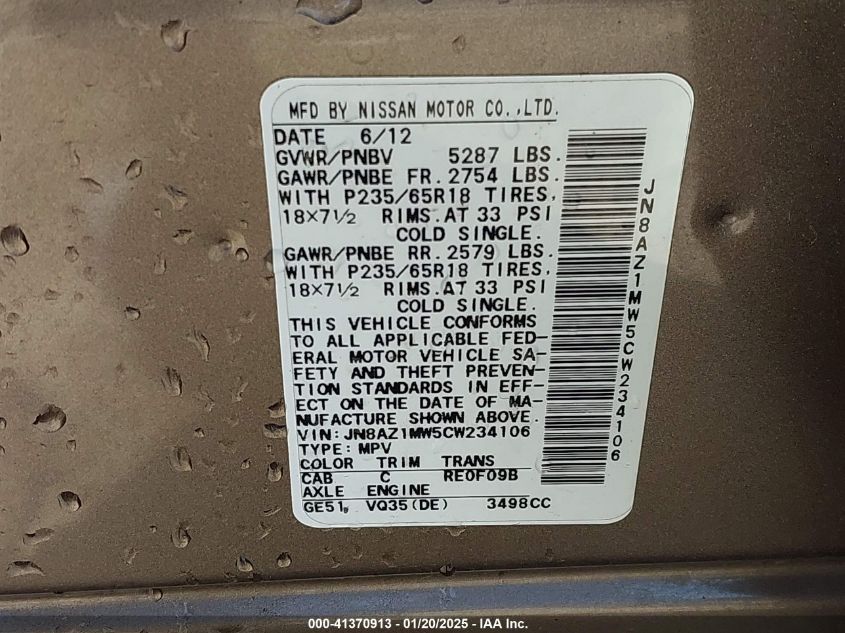 MFD BY NISSAN MOTOR CO.,LTD.
DATE 6/12
GVWR/PNBV 5287 LBS.
GAWR/PNBE FR.2754 LBS.
WITH P235/65R18 TIRES,
18×7½ RIMS.AT 33 PSI
COLD SINGLE.
GAWR/PNBE RR.2579 LBS.
WITH P235/65R18 TIRES,
18×7½ RIMS.AT 33 PSI
COLD SINGLE.
THIS VEHICLE CONFORMS
TO ALL APPLICABLE FED-
ERAL MOTOR VEHICLE SA-
FETY AND THEFT PREVEN-
TION STANDARDS IN EFF-
ECT ON THE DATE OF MA-
NUFACTURE SHOWN ABOVE.
VIN:JN8AZ1MW5CW234106
TYPE:MPV
COLOR TRIM TRANS
CAB C RE0F09B
AXLE ENGINE
GE51 VQ35(DE) 3498CC
JN8AZ1MW5CW234106
000-41370913 - 01/20/2025 - IAA Inc.